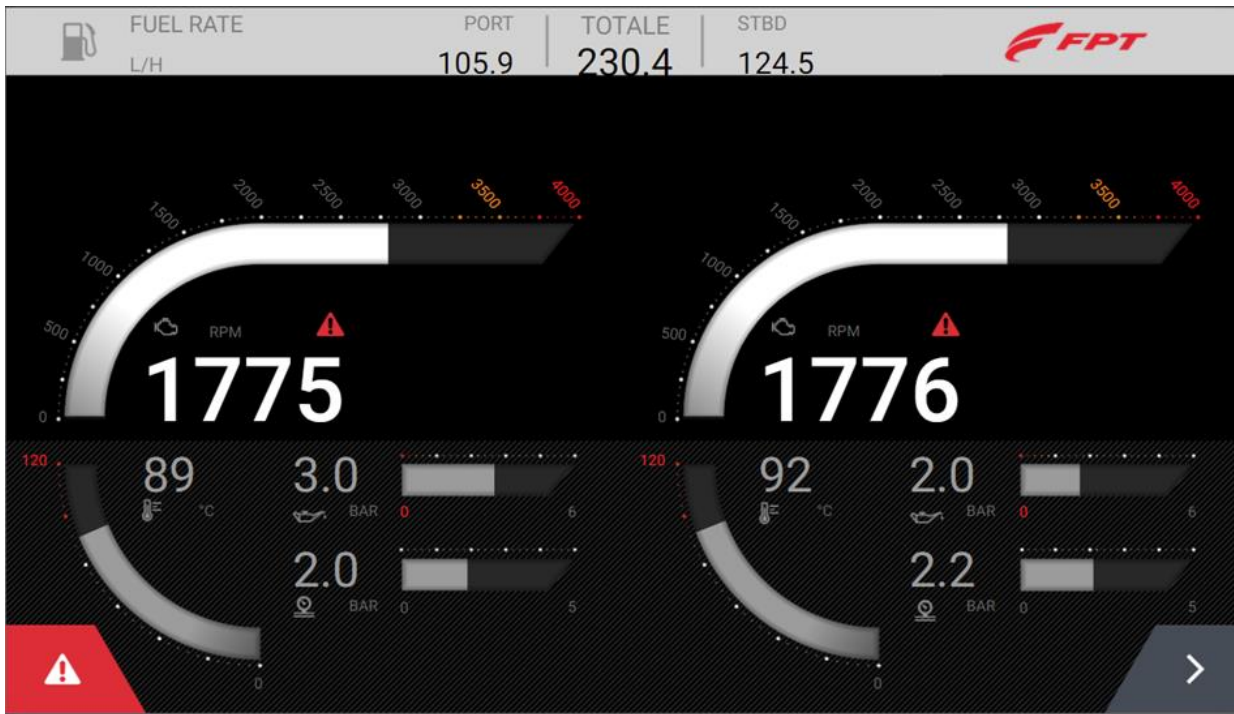 FUEL RATE PORT TOTALE STBD
L/H 105.9 230.4 124.5
FPT
0 500 1000 1500 2000 2500 3000 3500 4000
RPM
1775
0 500 1000 1500 2000 2500 3000 3500 4000
RPM
1776
120
89 °C
0
3.0 BAR 0 6
2.0 BAR 0 5
120
92 °C
0
2.0 BAR 0 6
2.2 BAR 0 5